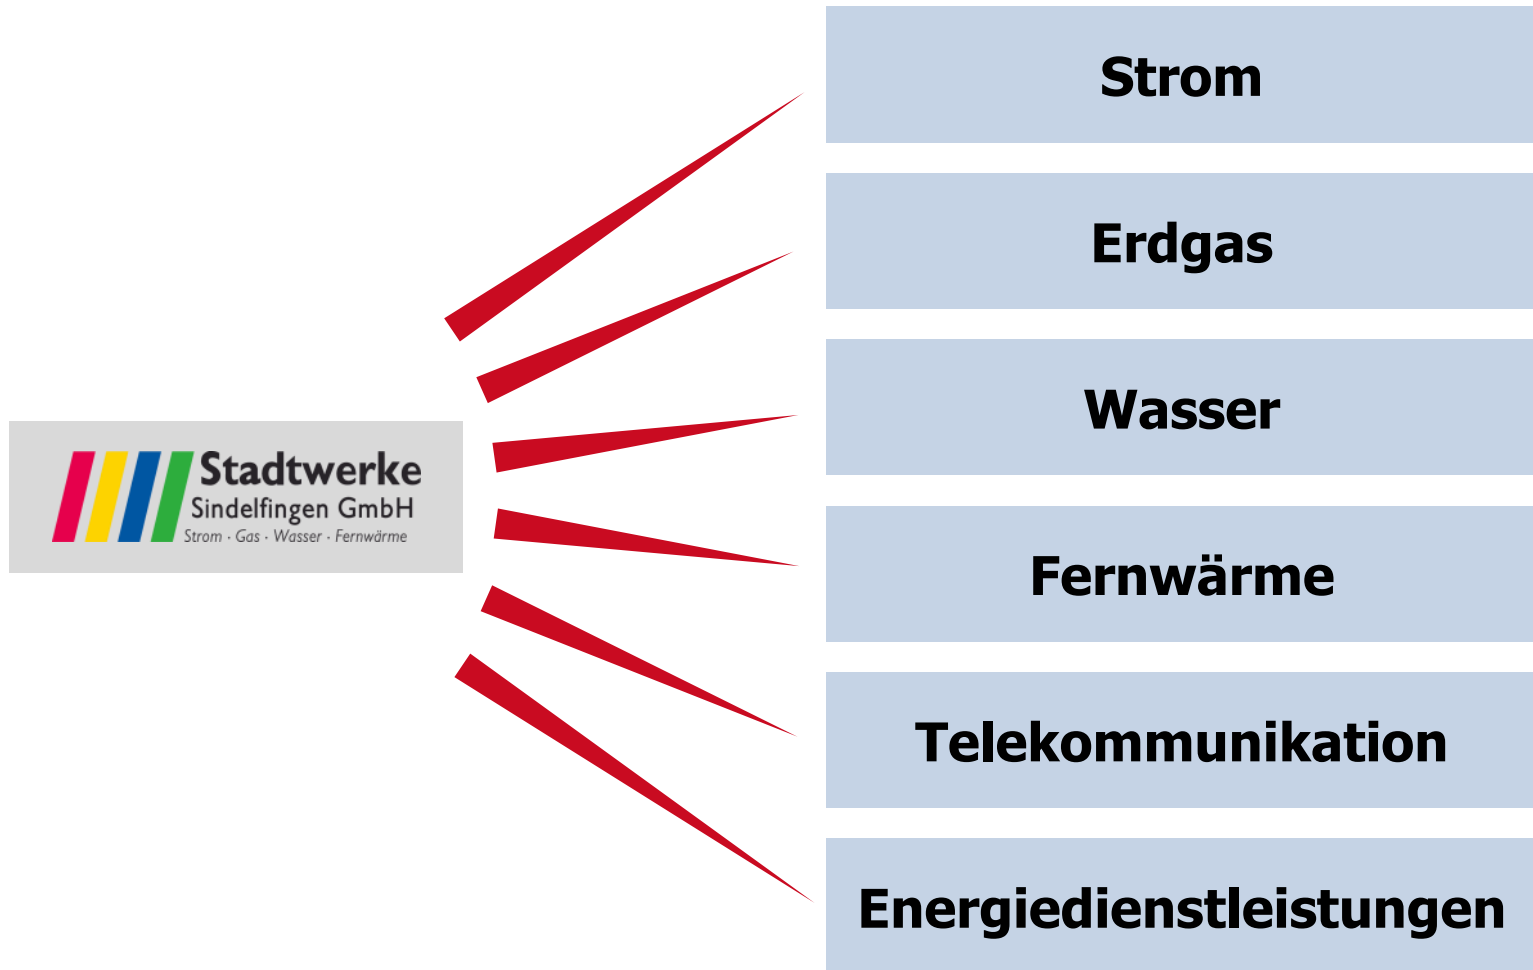 Strom
Erdgas
Wasser
Stadtwerke
Sindelfingen GmbH
Strom · Gas · Wasser · Fernwärme
Fernwärme
Telekommunikation
Energiedienstleistungen